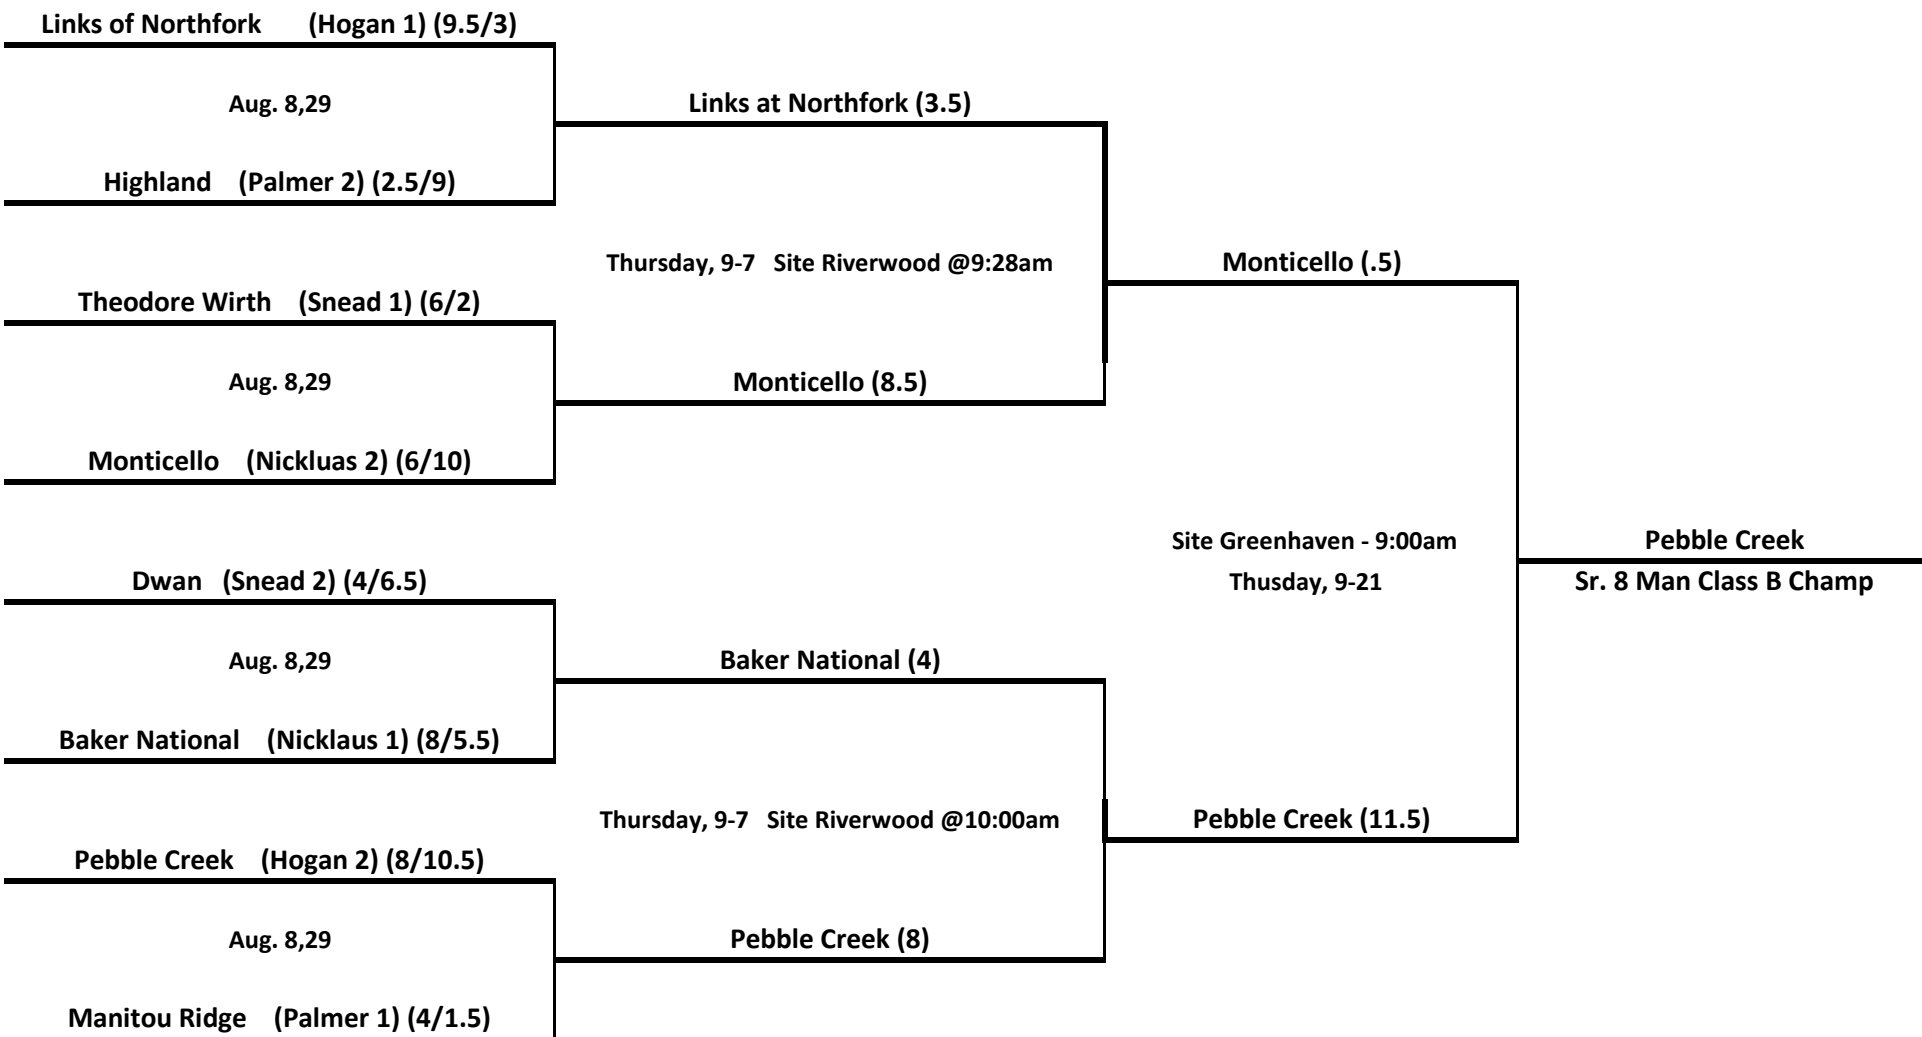 Links of Northfork (Hogan 1) (9.5/3)
Aug. 8,29
Links at Northfork (3.5)
Highland (Palmer 2) (2.5/9)
Thursday, 9-7 Site Riverwood @9:28am
Monticello (.5)
Theodore Wirth (Snead 1) (6/2)
Aug. 8,29
Monticello (8.5)
Monticello (Nickluas 2) (6/10)
Site Greenhaven - 9:00am
Thusday, 9-21
Pebble Creek
Sr. 8 Man Class B Champ
Dwan (Snead 2) (4/6.5)
Aug. 8,29
Baker National (4)
Baker National (Nicklaus 1) (8/5.5)
Thursday, 9-7 Site Riverwood @10:00am
Pebble Creek (11.5)
Pebble Creek (Hogan 2) (8/10.5)
Aug. 8,29
Pebble Creek (8)
Manitou Ridge (Palmer 1) (4/1.5)